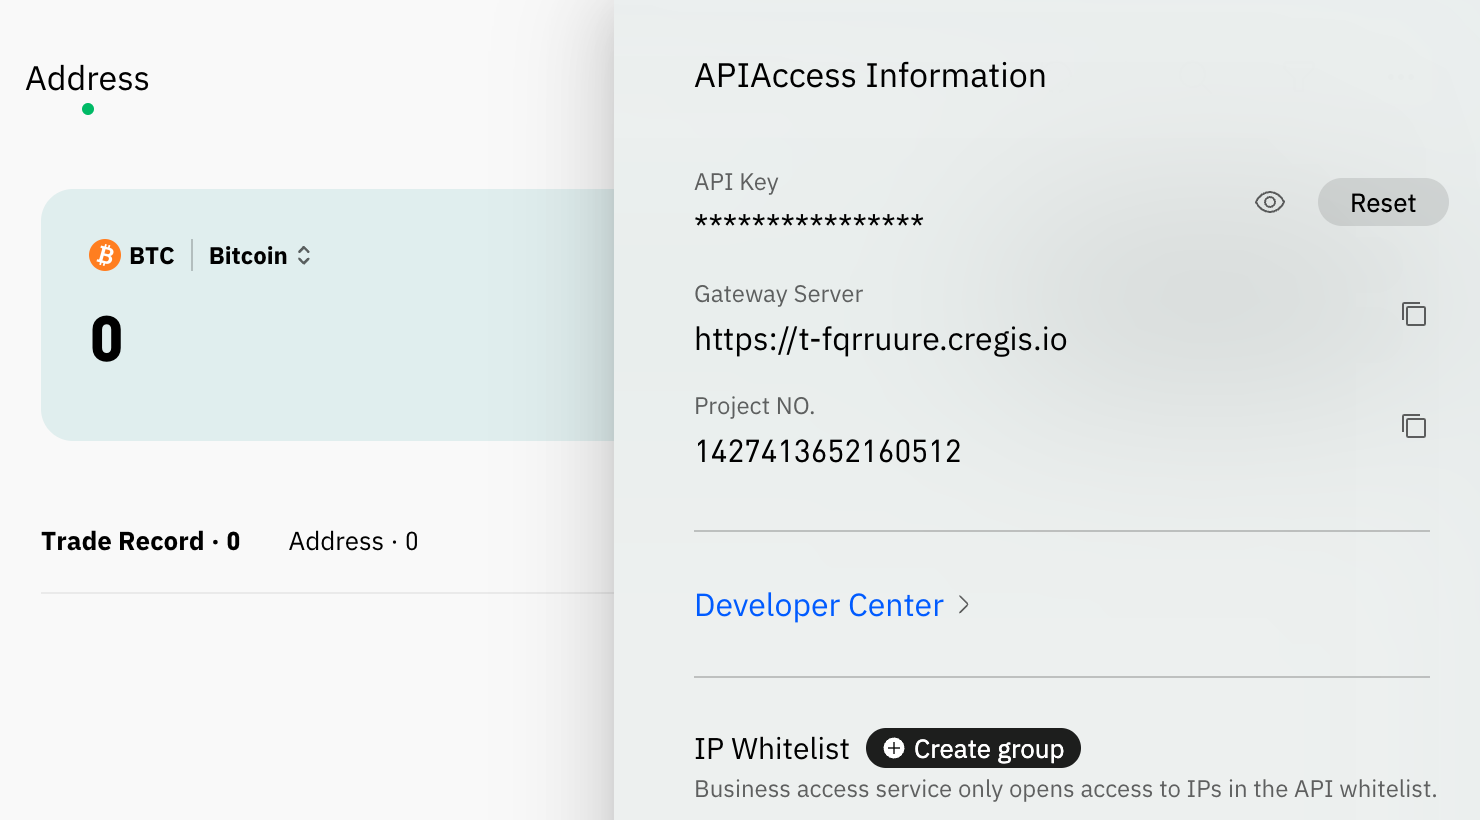 Address
BTC | Bitcoin
0
Trade Record · 0
Address · 0
APIAccess Information
API Key
****************
Reset
Gateway Server
https://t-fqrruure.cregis.io
Project NO.
1427413652160512
Developer Center
IP Whitelist
Create group
Business access service only opens access to IPs in the API whitelist.